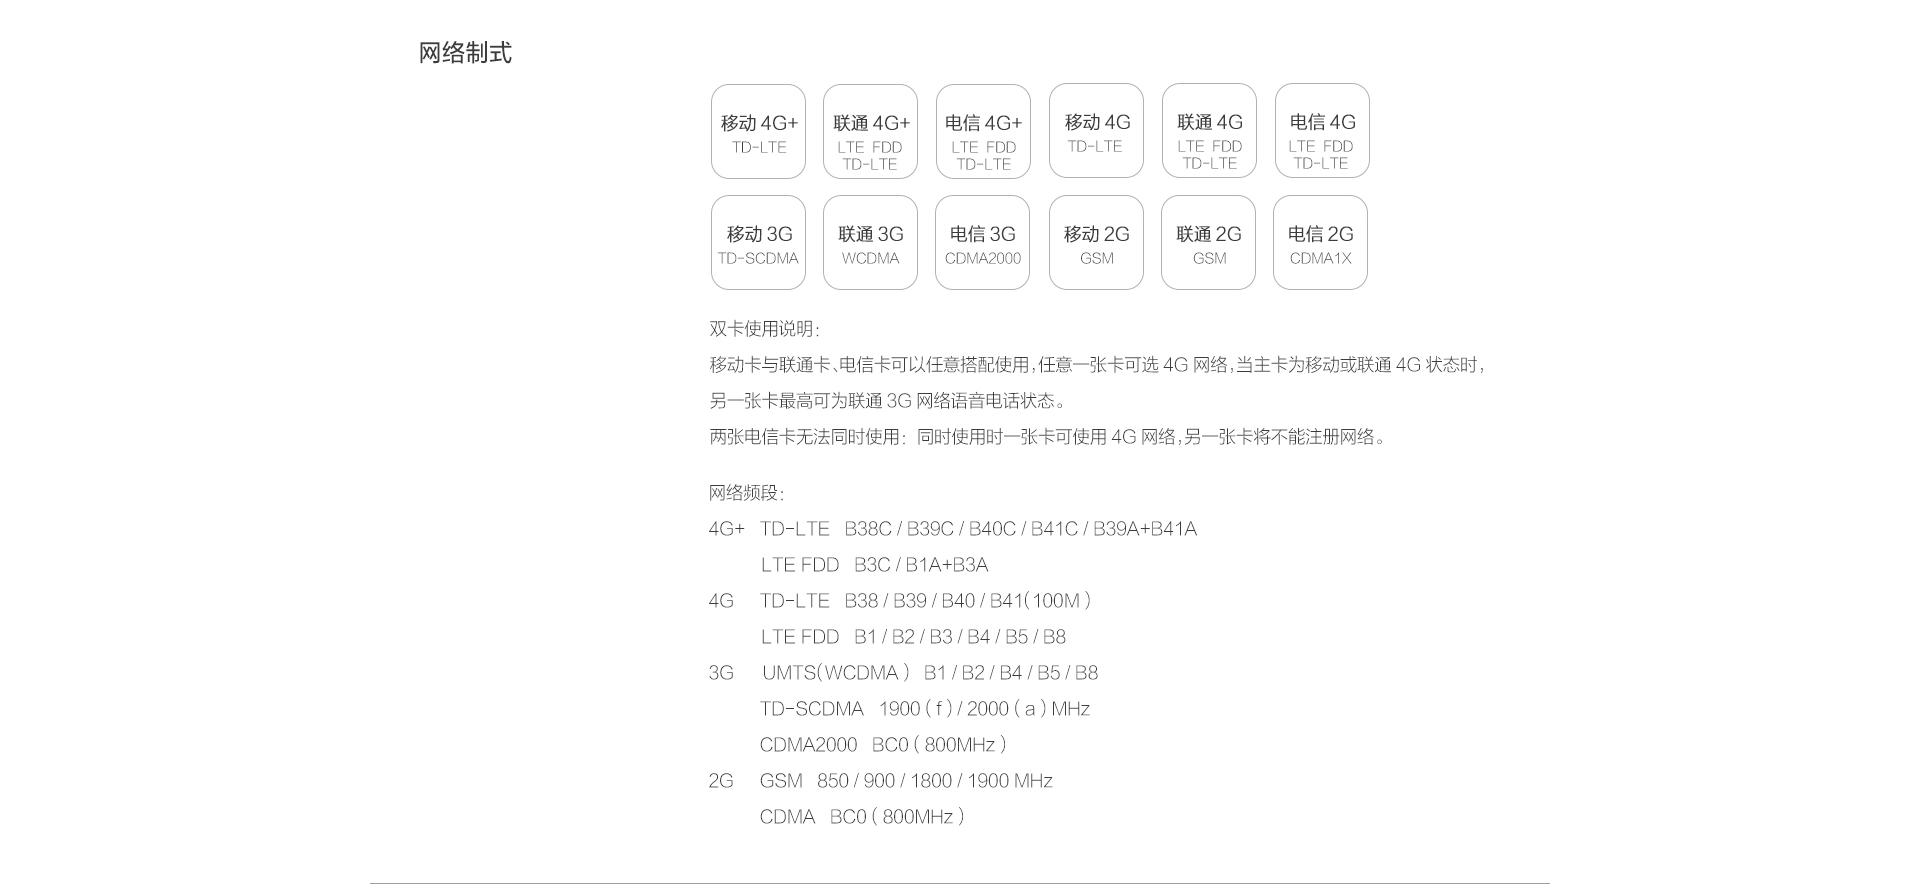 网络制式
移动 4G+
TD-LTE
联通 4G+
LTE FDD
TD-LTE
电信 4G+
LTE FDD
TD-LTE
移动 4G
TD-LTE
联通 4G
LTE FDD
TD-LTE
电信 4G
LTE FDD
TD-LTE
移动 3G
TD-SCDMA
联通 3G
WCDMA
电信 3G
CDMA2000
移动 2G
GSM
联通 2G
GSM
电信 2G
CDMA1X
双卡使用说明：
移动卡与联通卡、电信卡可以任意搭配使用，任意一张卡可选 4G 网络，当主卡为移动或联通 4G 状态时，
另一张卡最高可为联通 3G 网络语音电话状态。
两张电信卡无法同时使用：同时使用时一张卡可使用 4G 网络，另一张卡将不能注册网络。
网络频段：
4G+ TD-LTE B38C / B39C / B40C / B41C / B39A+B41A
LTE FDD B3C / B1A+B3A
4G TD-LTE B38 / B39 / B40 / B41(100M )
LTE FDD B1 / B2 / B3 / B4 / B5 / B8
3G UMTS(WCDMA ) B1 / B2 / B4 / B5 / B8
TD-SCDMA 1900 ( f ) / 2000 ( a ) MHz
CDMA2000 BC0 ( 800MHz )
2G GSM 850 / 900 / 1800 / 1900 MHz
CDMA BC0 ( 800MHz )